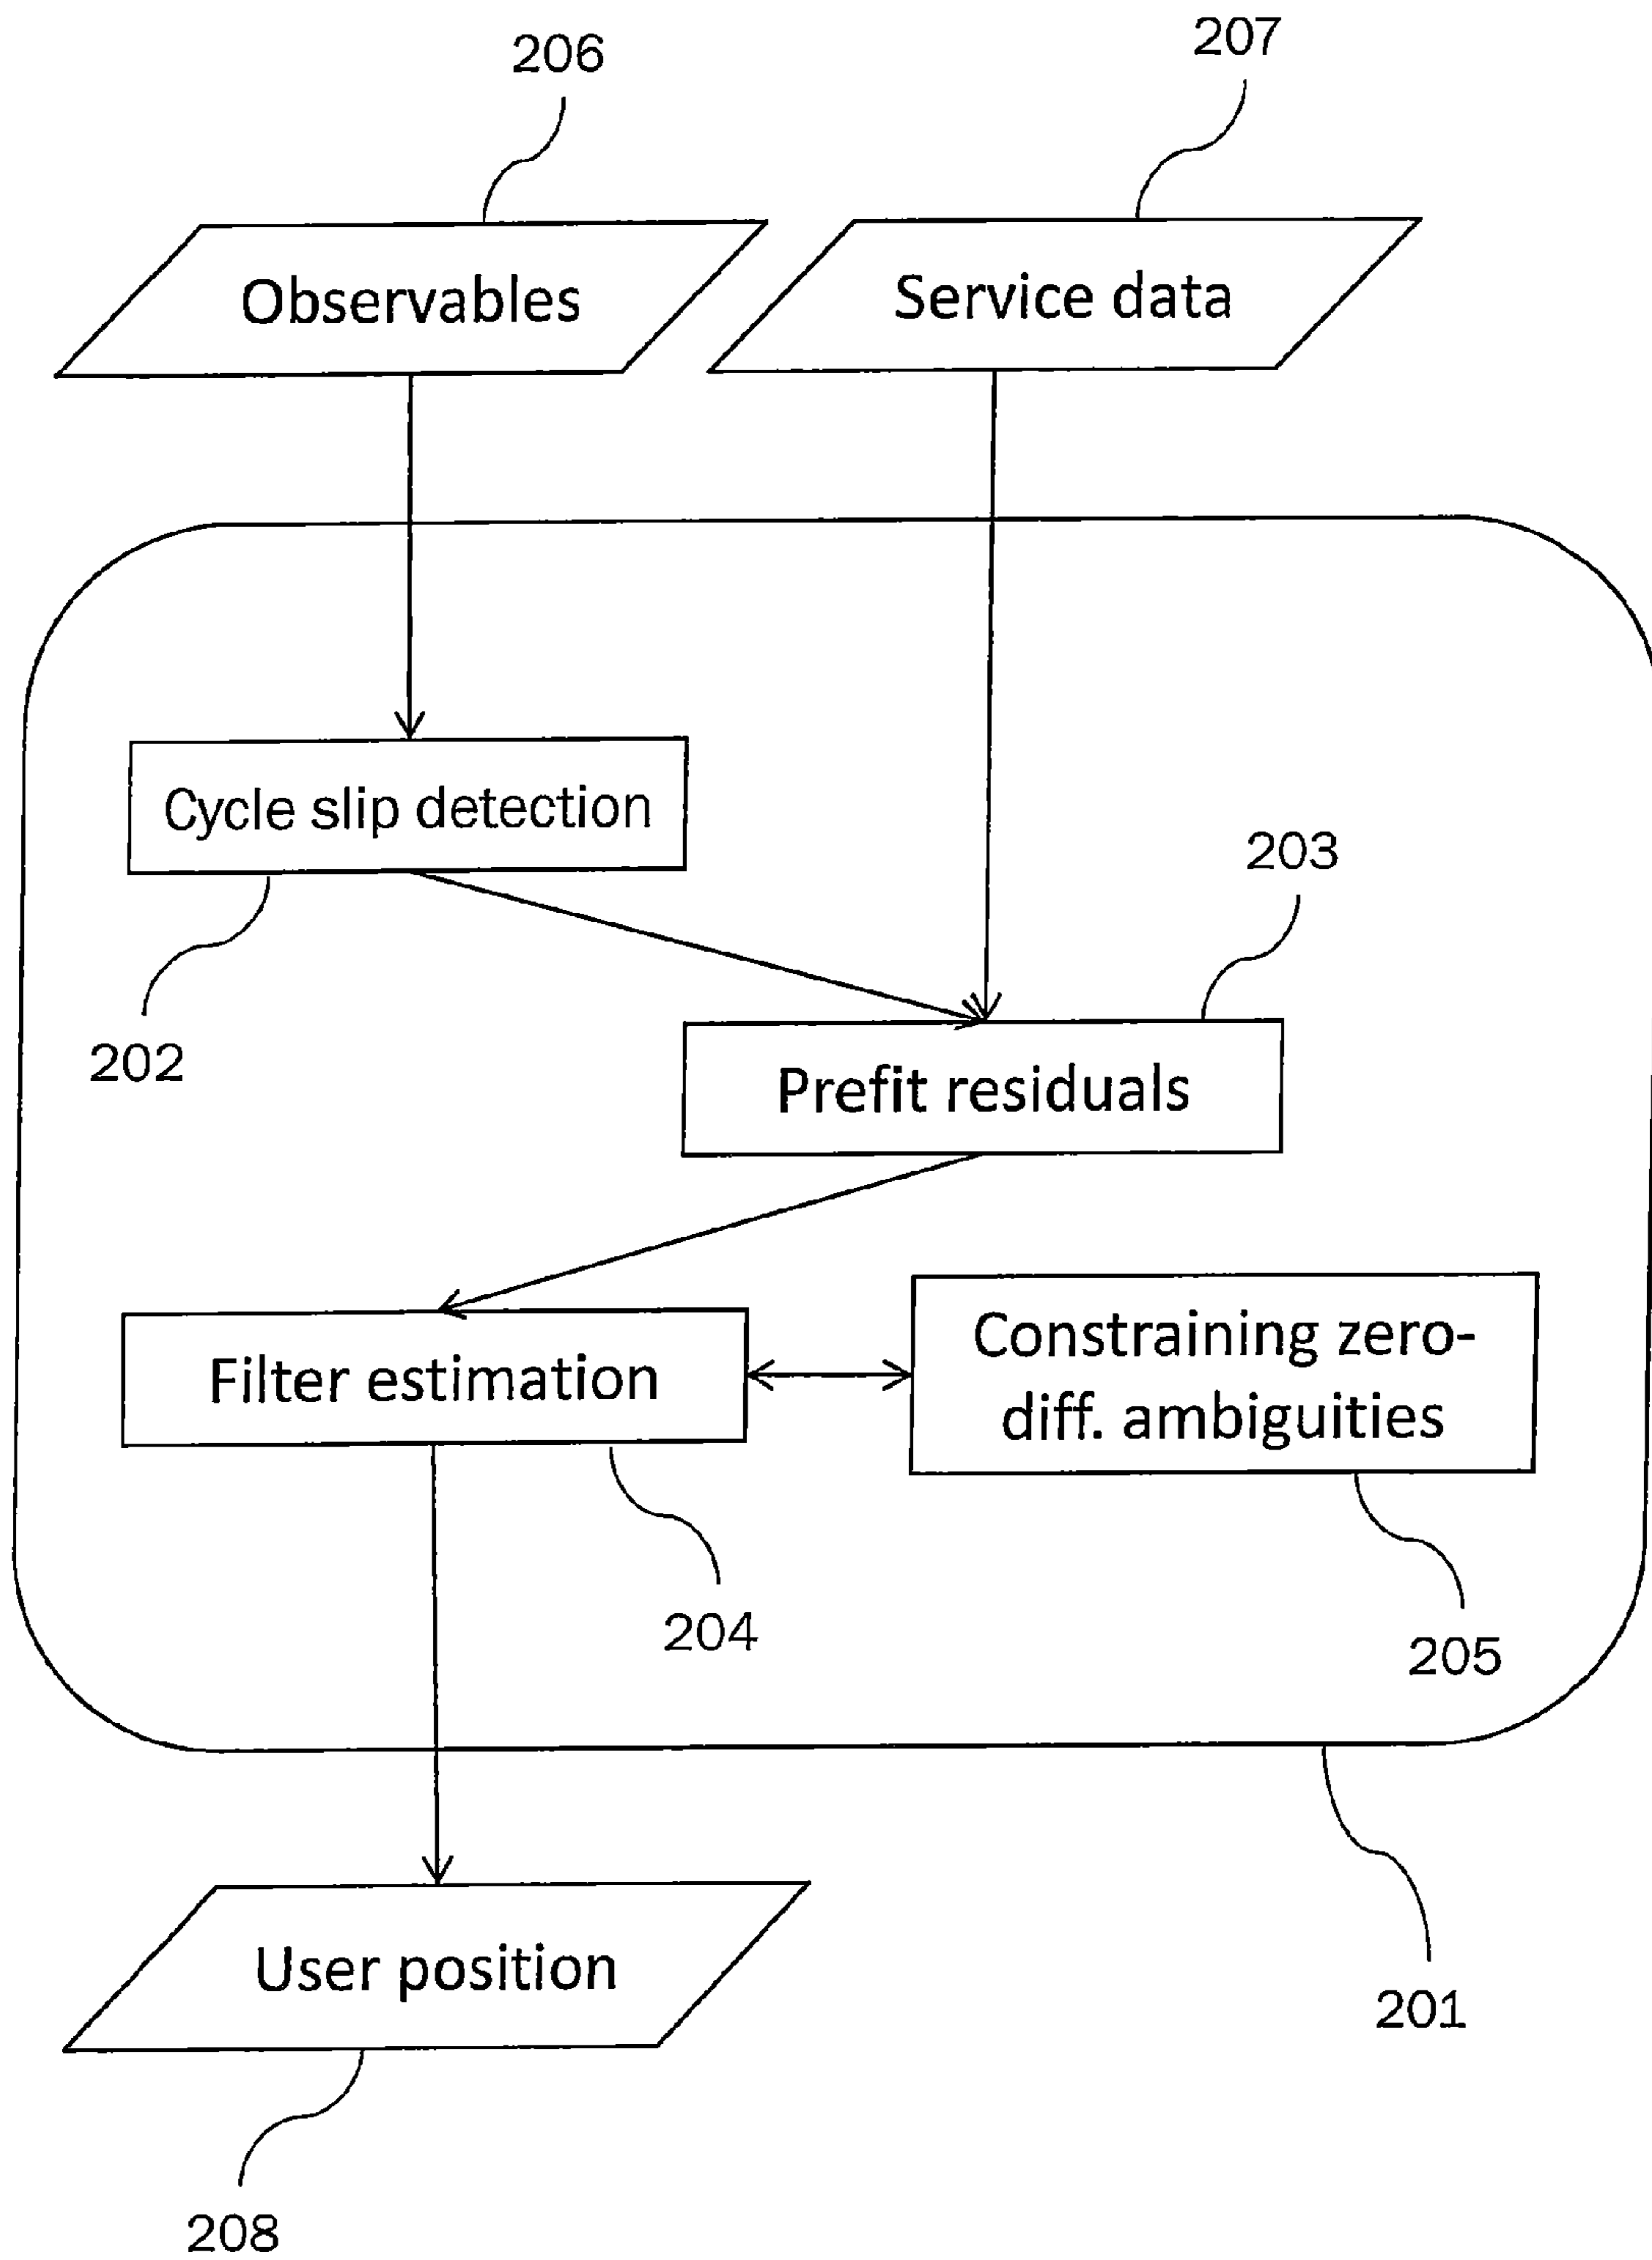 206
207
Observables
Service data
Cycle slip detection
203
202
Prefit residuals
Constraining zero-
diff. ambiguities
Filter estimation
204
205
User position
201
208